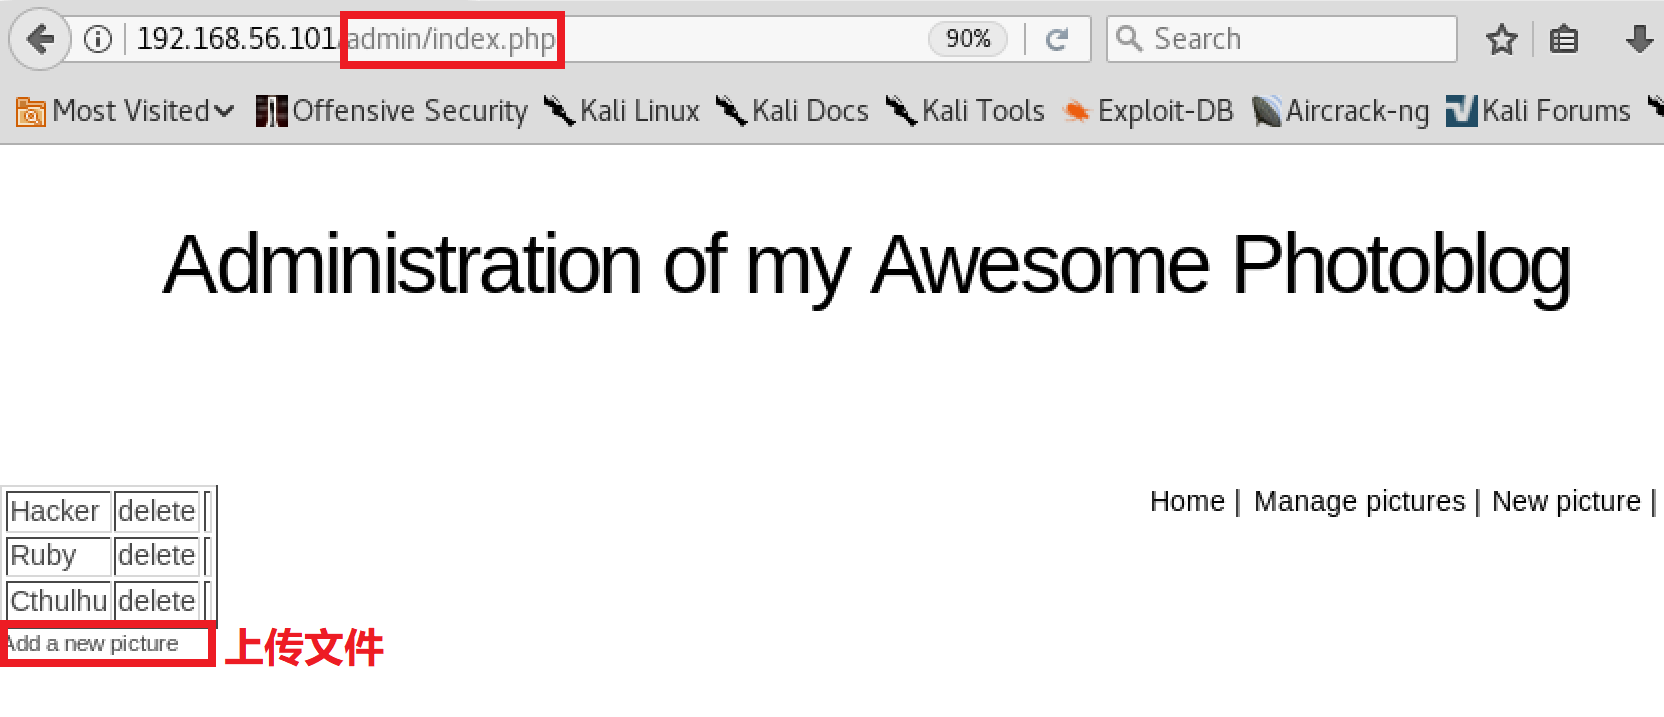 192.168.56.101/admin/index.php 90% Search
Most Visited Offensive Security Kali Linux Kali Docs Kali Tools Exploit-DB Aircrack-ng Kali Forums
Administration of my Awesome Photoblog
Home | Manage pictures | New picture |
Hacker delete
Ruby delete
Cthulhu delete
Add a new picture
上传文件